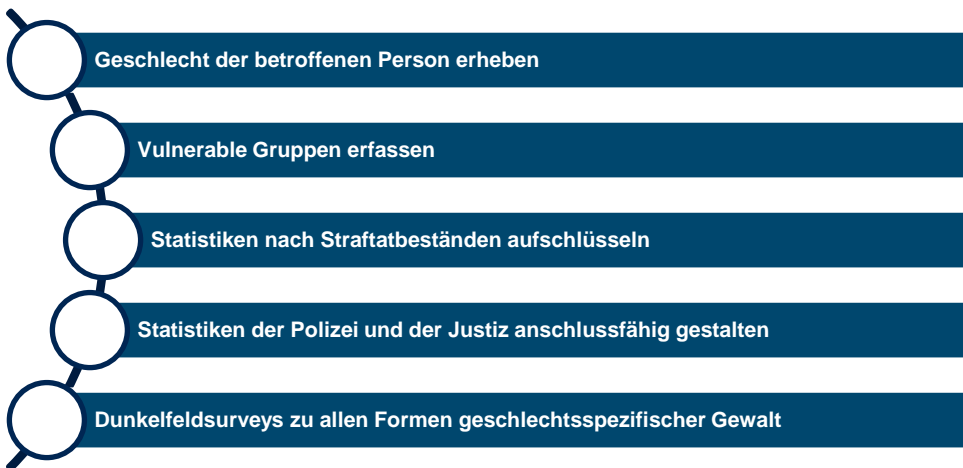 Geschlecht der betroffenen Person erheben
Vulnerable Gruppen erfassen
Statistiken nach Straftatbeständen aufschlüsseln
Statistiken der Polizei und der Justiz anschlussfähig gestalten
Dunkelfeldsurveys zu allen Formen geschlechtsspezifischer Gewalt